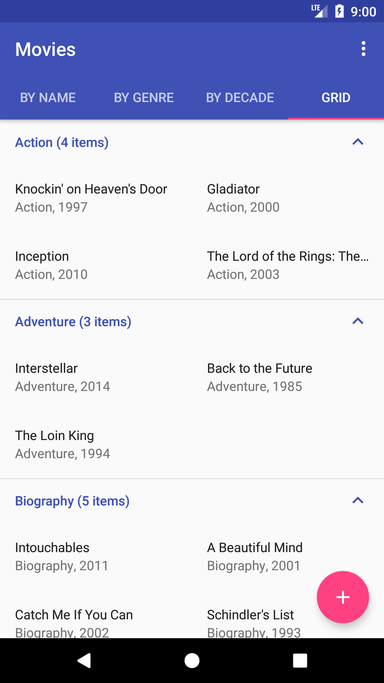 LTE 9:00
Movies
BY NAME BY GENRE BY DECADE GRID
Action (4 items)
Knockin' on Heaven's Door Gladiator
Action, 1997 Action, 2000
Inception The Lord of the Rings: The...
Action, 2010 Action, 2003
Adventure (3 items)
Interstellar Back to the Future
Adventure, 2014 Adventure, 1985
The Loin King
Adventure, 1994
Biography (5 items)
Intouchables A Beautiful Mind
Biography, 2011 Biography, 2001
Catch Me If You Can Schindler's List
Biography, 2002 Biography, 1993